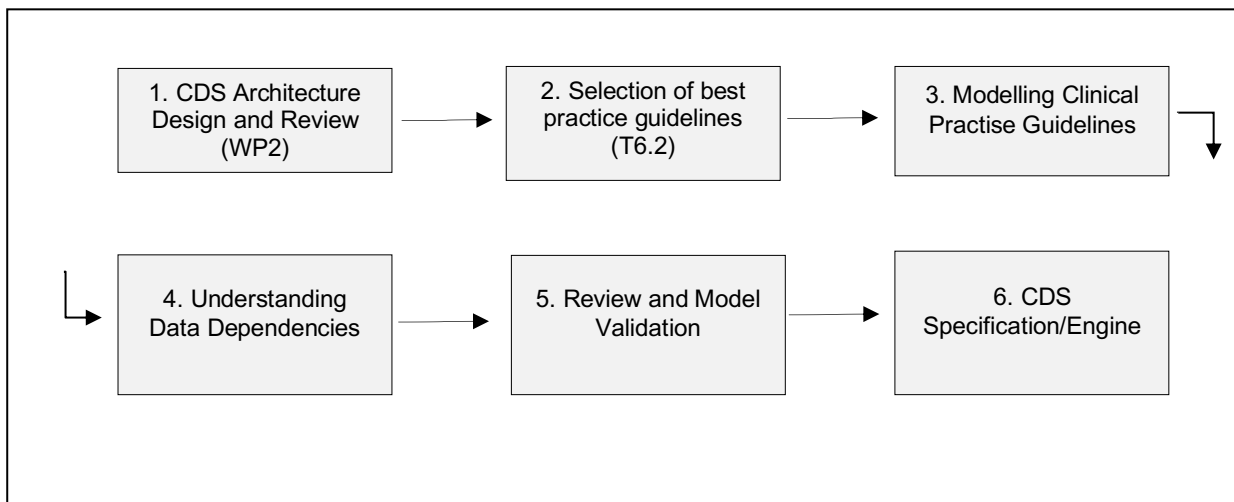 1. CDS Architecture
Design and Review
(WP2)
2. Selection of best
practice guidelines
(T6.2)
3. Modelling Clinical
Practise Guidelines
4. Understanding
Data Dependencies
5. Review and Model
Validation
6. CDS
Specification/Engine